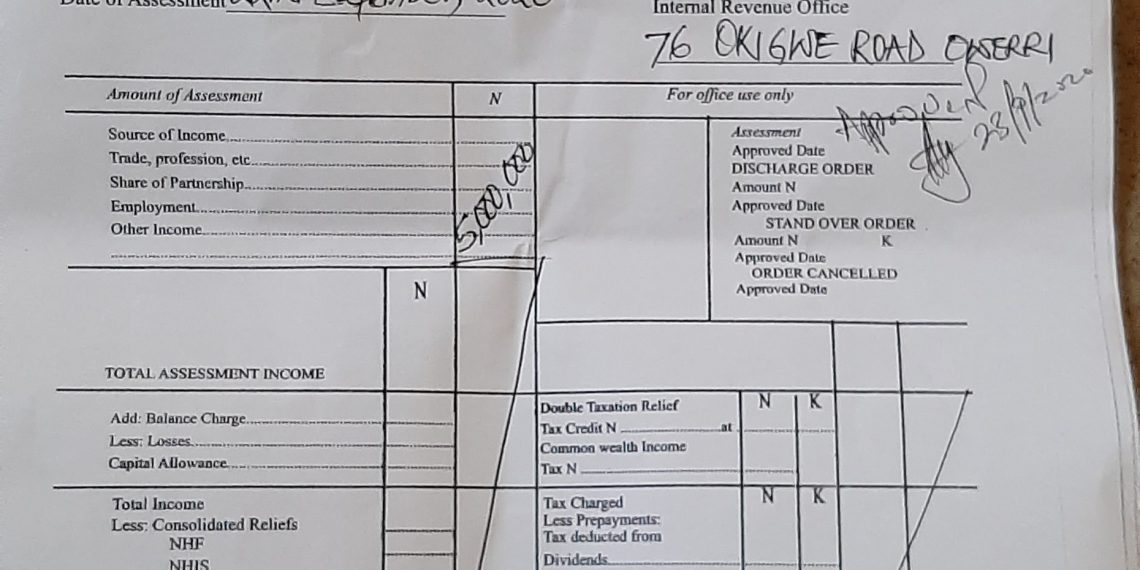 Date of Assessment
Internal Revenue Office
76 OKIGWE ROAD OWERRI
Amount of Assessment
N
For office use only
Approved
23/9/2020
Source of Income
Trade, profession, etc
Share of Partnership
Employment
Other Income
5,000,000
Assessment
Approved Date
DISCHARGE ORDER
Amount N
Approved Date
STAND OVER ORDER
Amount N K
Approved Date
ORDER CANCELLED
Approved Date
N
TOTAL ASSESSMENT INCOME
Add: Balance Charge
Less: Losses
Capital Allowance
Double Taxation Relief
N K
Tax Credit N at
Common wealth Income
Tax N
Total Income
Less: Consolidated Reliefs
NHF
NHIS
Tax Charged
N K
Less Prepayments:
Tax deducted from
Dividends